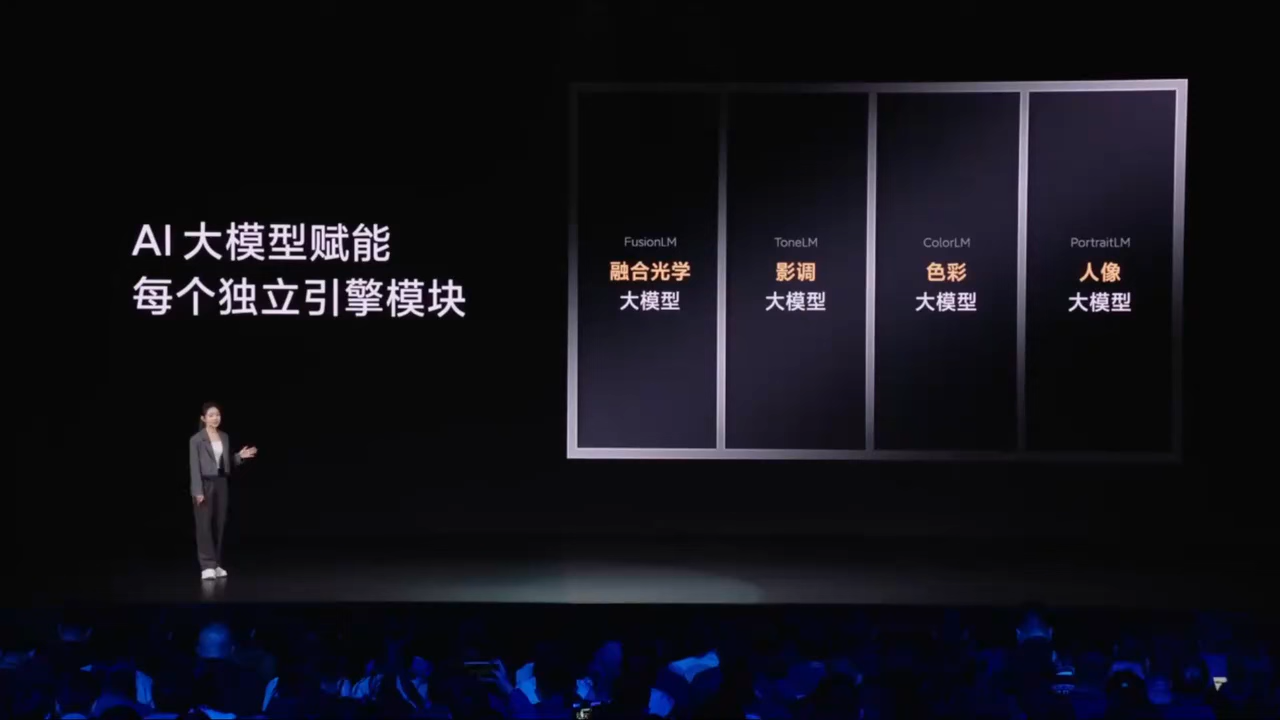 AI 大模型赋能
每个独立引擎模块
FusionLM
融合光学
大模型
ToneLM
影调
大模型
ColorLM
色彩
大模型
PortraitLM
人像
大模型